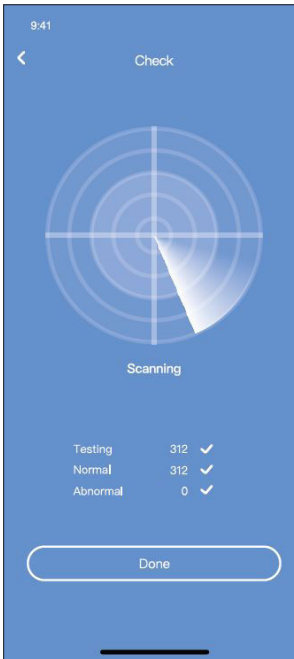 9:41
Check
Scanning
Testing 312
Normal 312
Abnormal 0
Done